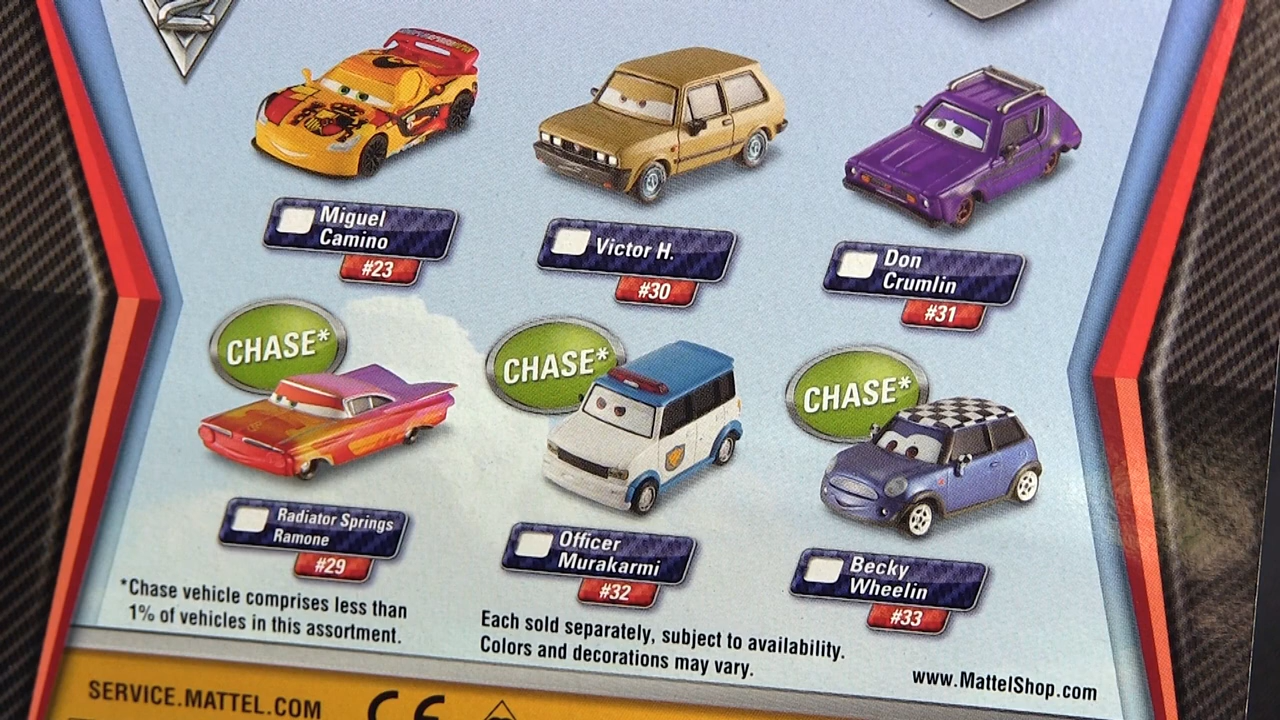 2
Miguel
Camino
#23
Victor H.
#30
Don
Crumlin
#31
CHASE*
CHASE*
CHASE*
Radiator Springs
Ramone
#29
Officer
Murakarmi
#32
Becky
Wheelin
#33
*Chase vehicle comprises less than
1% of vehicles in this assortment.
Each sold separately, subject to availability.
Colors and decorations may vary.
www.MattelShop.com
SERVICE.MATTEL.COM
CE